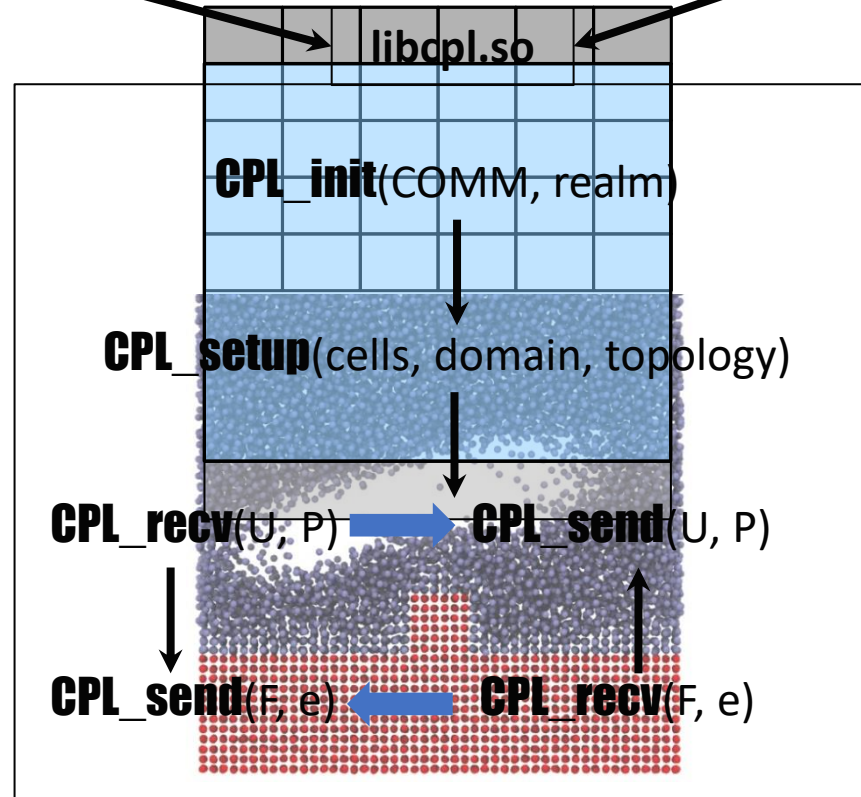 libcpl.so
CPL_init(COMM, realm)
CPL_setup(cells, domain, topology)
CPL_recv(U, P) CPL_send(U, P)
CPL_send(F, e) CPL_recv(F, e)